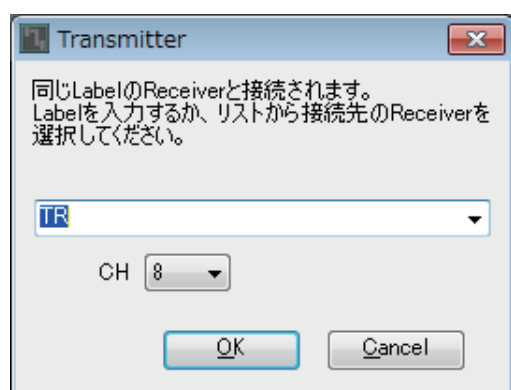 Transmitter
同じLabelのReceiverと接続されます。
Labelを入力するか、リストから接続先のReceiverを
選択してください。
TR
CH 8
OK Cancel